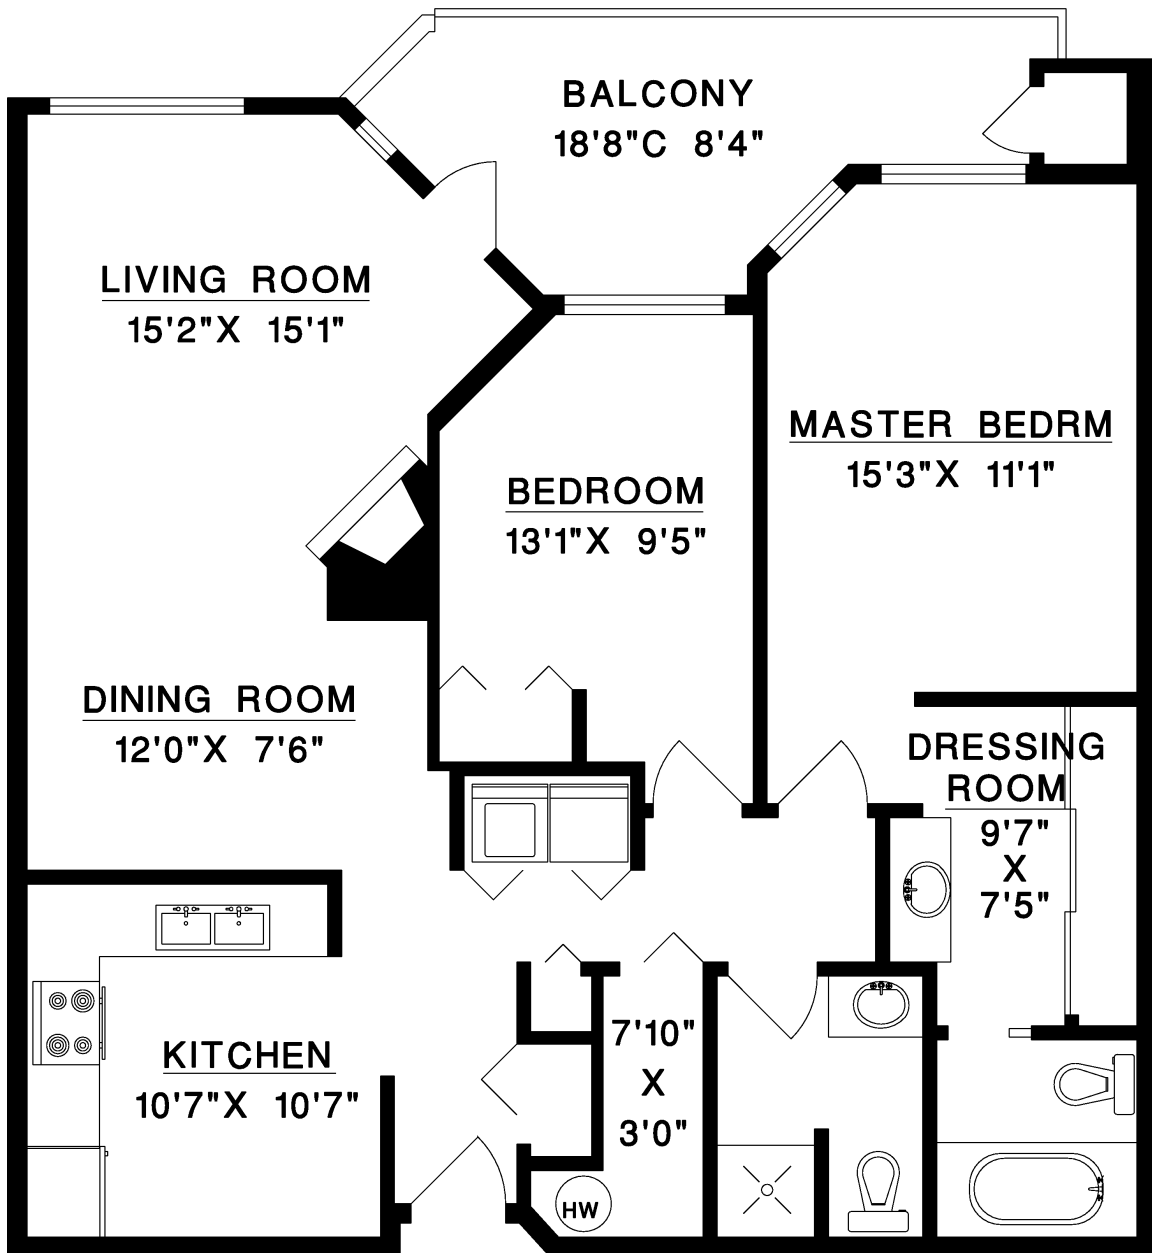 BALCONY
18'8"C 8'4"
LIVING ROOM
15'2"X 15'1"
MASTER BEDRM
15'3"X 11'1"
BEDROOM
13'1"X 9'5"
DINING ROOM
12'0"X 7'6"
DRESSING
ROOM
9'7"
X
7'5"
KITCHEN
10'7"X 10'7"
7'10"
X
3'0"
HW